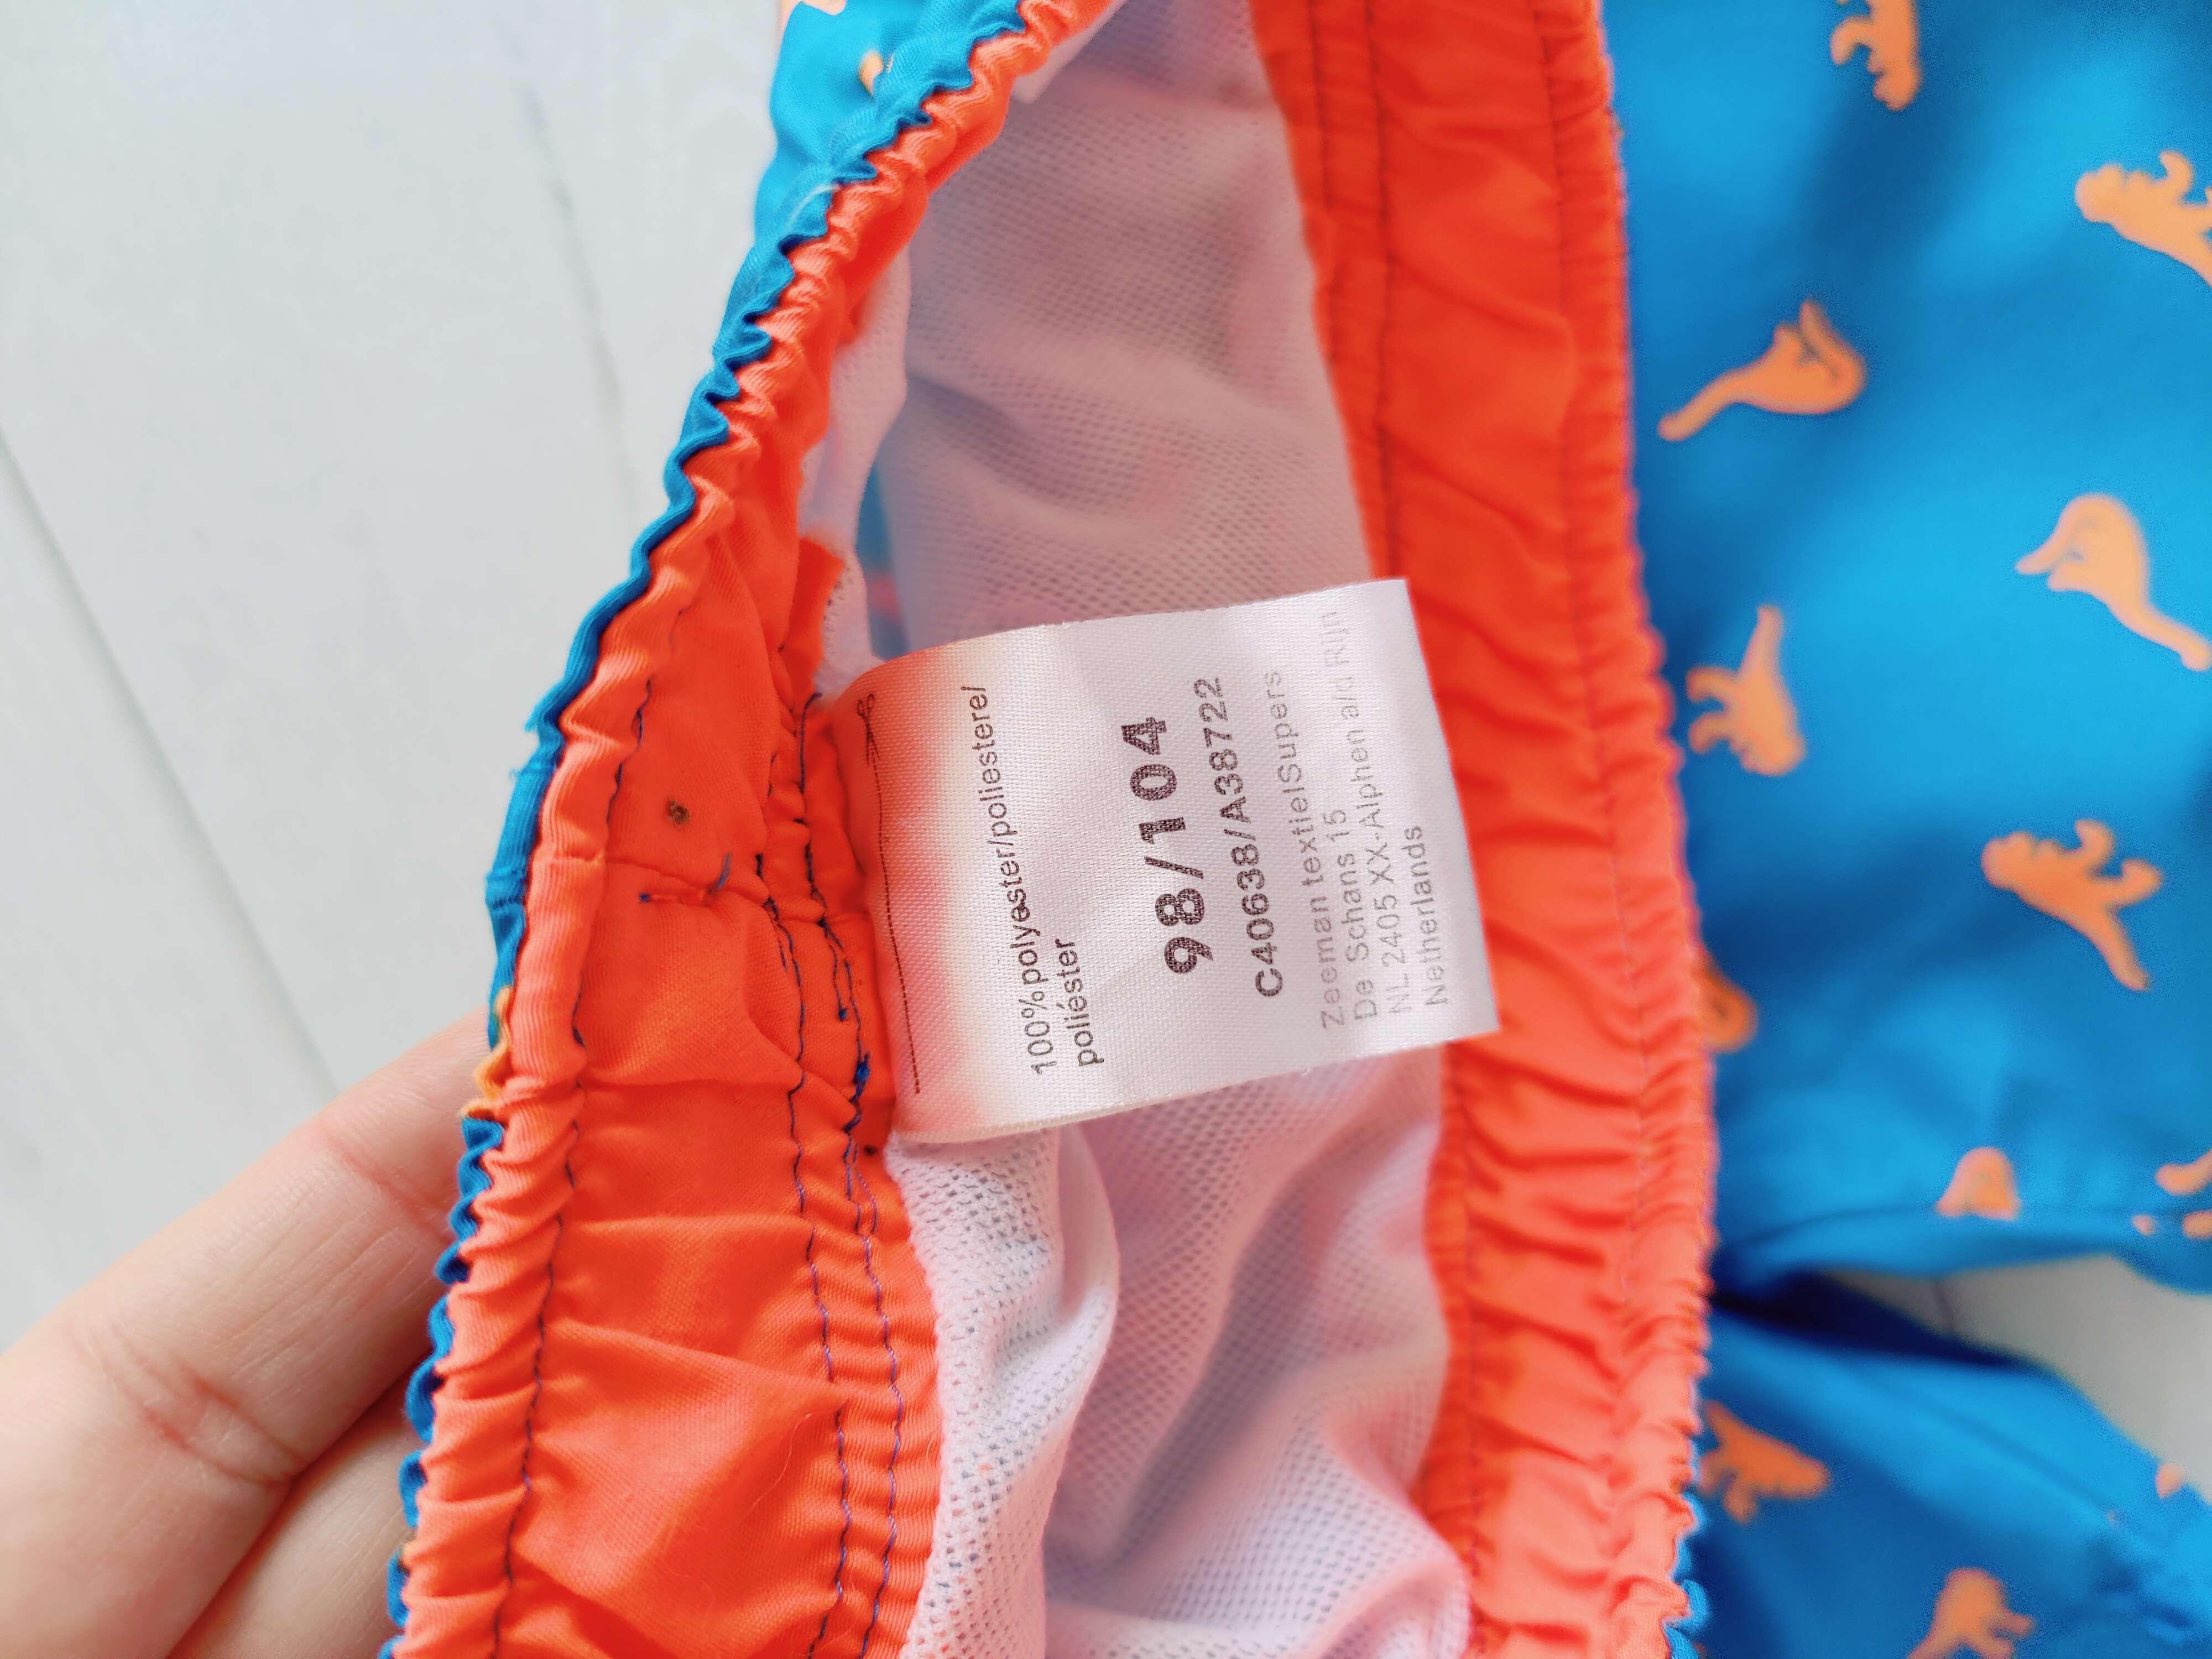 100%polyester/poliestere/
poliéster
98/104
C40638/A38722
Zeeman textielSupers
De Schans 15
NL 2405 XX-Alphen a/d Rijn
Netherlands